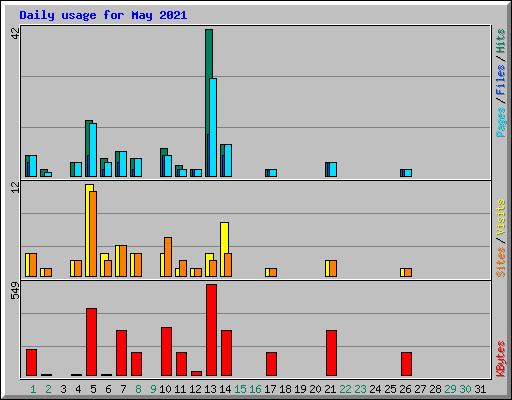 Daily usage for May 2021
42
Pages / Files / Hits
12
Sites / Visits
549
KBytes
1 2 3 4 5 6 7 8 9 10 11 12 13 14 15 16 17 18 19 20 21 22 23 24 25 26 27 28 29 30 31